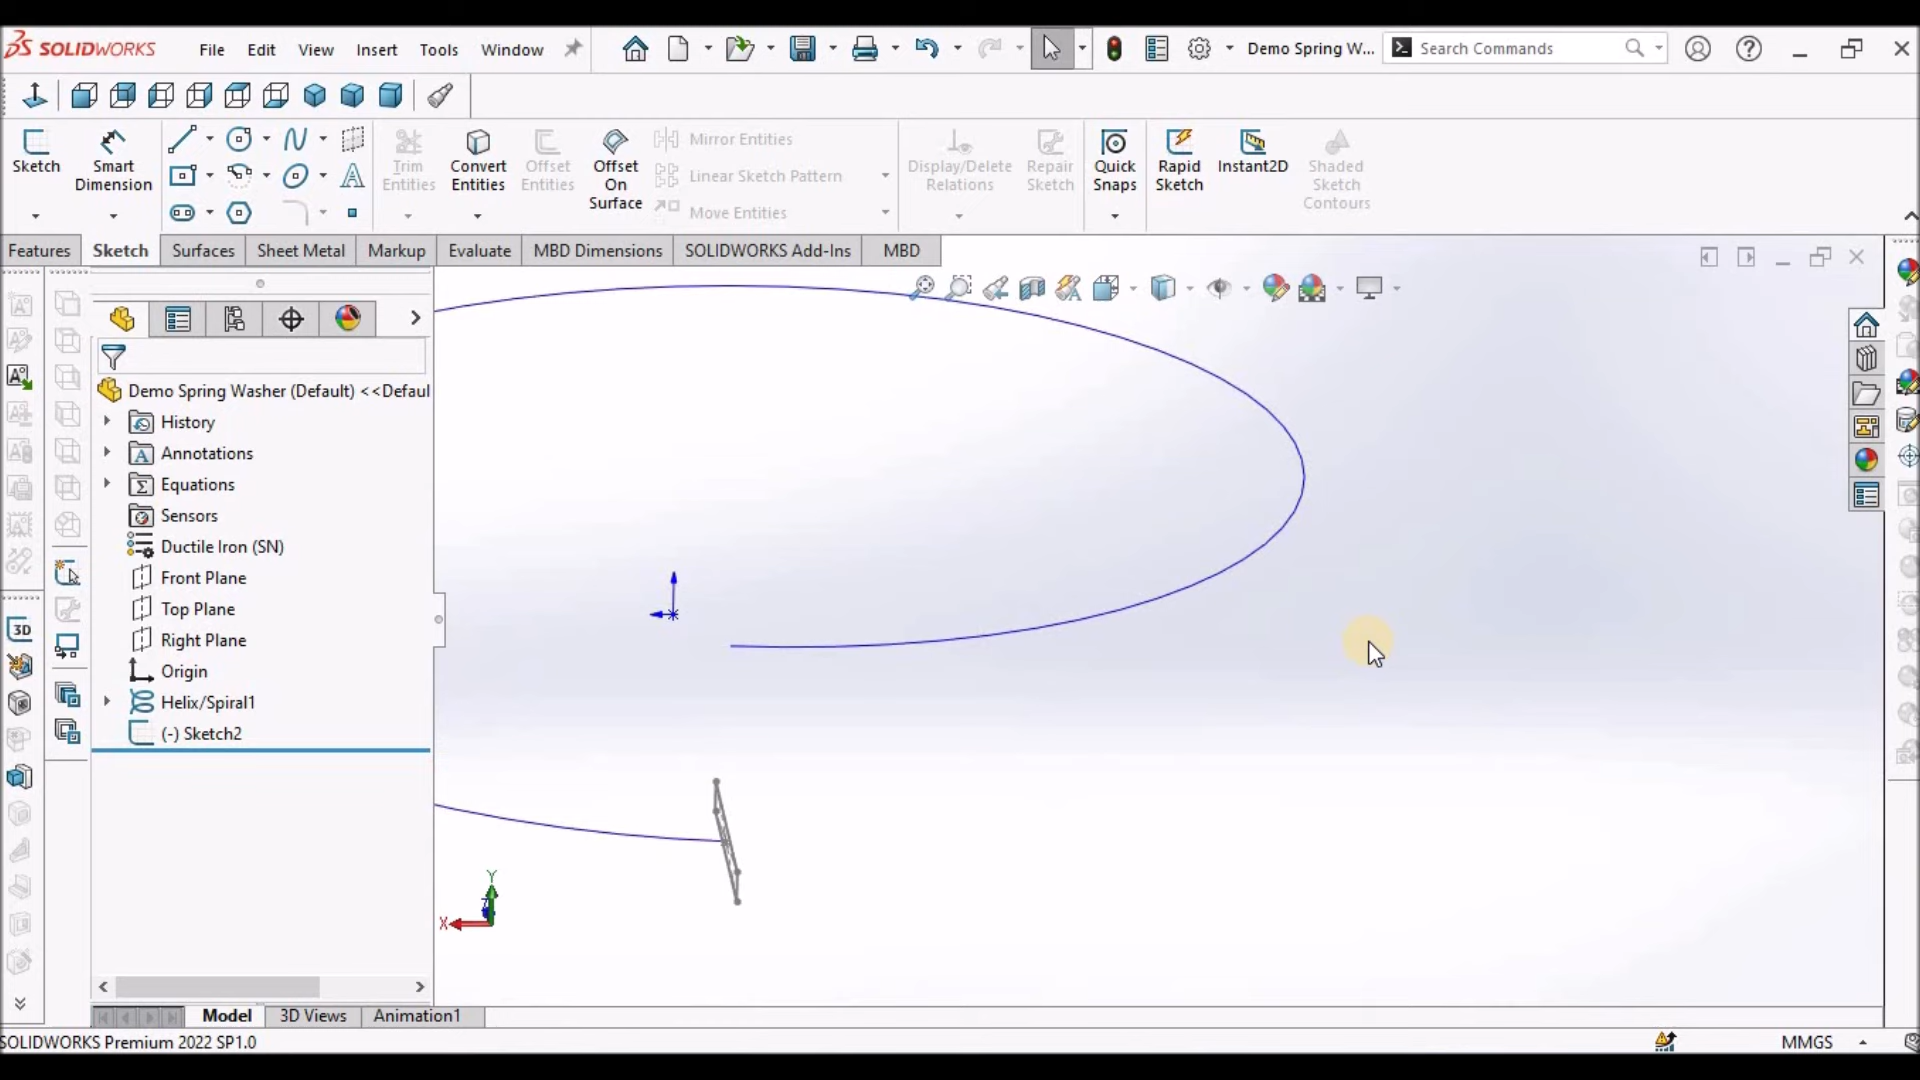 SOLIDWORKS File Edit View Insert Tools Window Demo Spring W... Search Commands
Sketch Smart Dimension Trim Entities Convert Entities Offset Entities Offset On Surface Mirror Entities Linear Sketch Pattern Move Entities Display/Delete Relations Repair Sketch Quick Snaps Rapid Sketch Instant2D Shaded Sketch Contours
Features Sketch Surfaces Sheet Metal Markup Evaluate MBD Dimensions SOLIDWORKS Add-Ins MBD
Demo Spring Washer (Default) <<Defaul
History
Annotations
Equations
Sensors
Ductile Iron (SN)
Front Plane
Top Plane
Right Plane
Origin
Helix/Spiral1
(-) Sketch2
3D
Y
X
Model 3D Views Animation1
SOLIDWORKS Premium 2022 SP1.0 MMGS